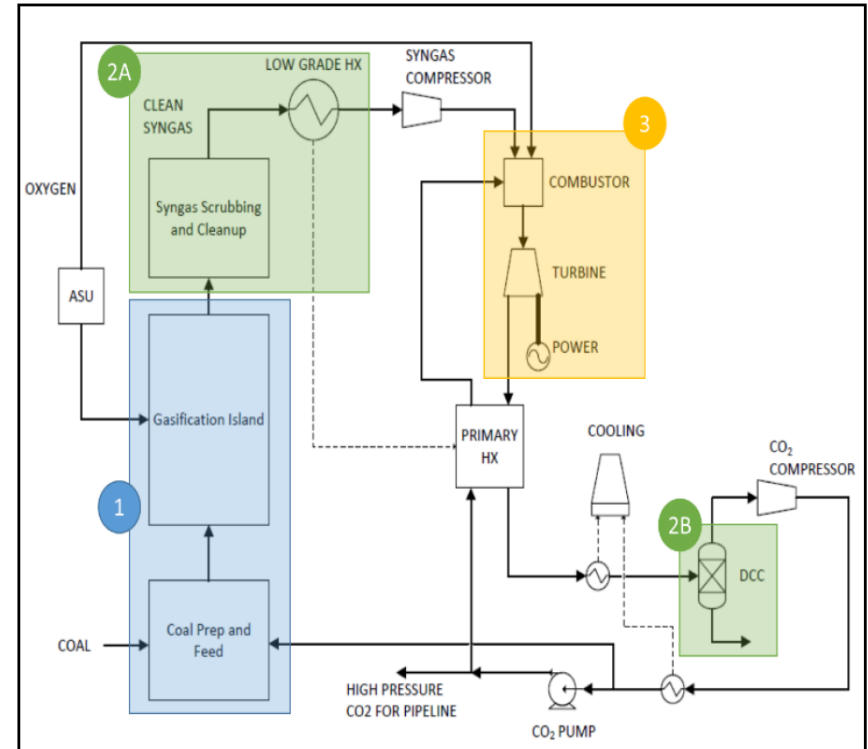 2A
LOW GRADE HX
SYNGAS
COMPRESSOR
CLEAN
SYNGAS
3
OXYGEN
Syngas Scrubbing
and Cleanup
COMBUSTOR
ASU
TURBINE
POWER
Gasification Island
PRIMARY
HX
COOLING
CO₂
COMPRESSOR
1
2B
DCC
COAL
Coal Prep and
Feed
HIGH PRESSURE
CO2 FOR PIPELINE
CO₂ PUMP